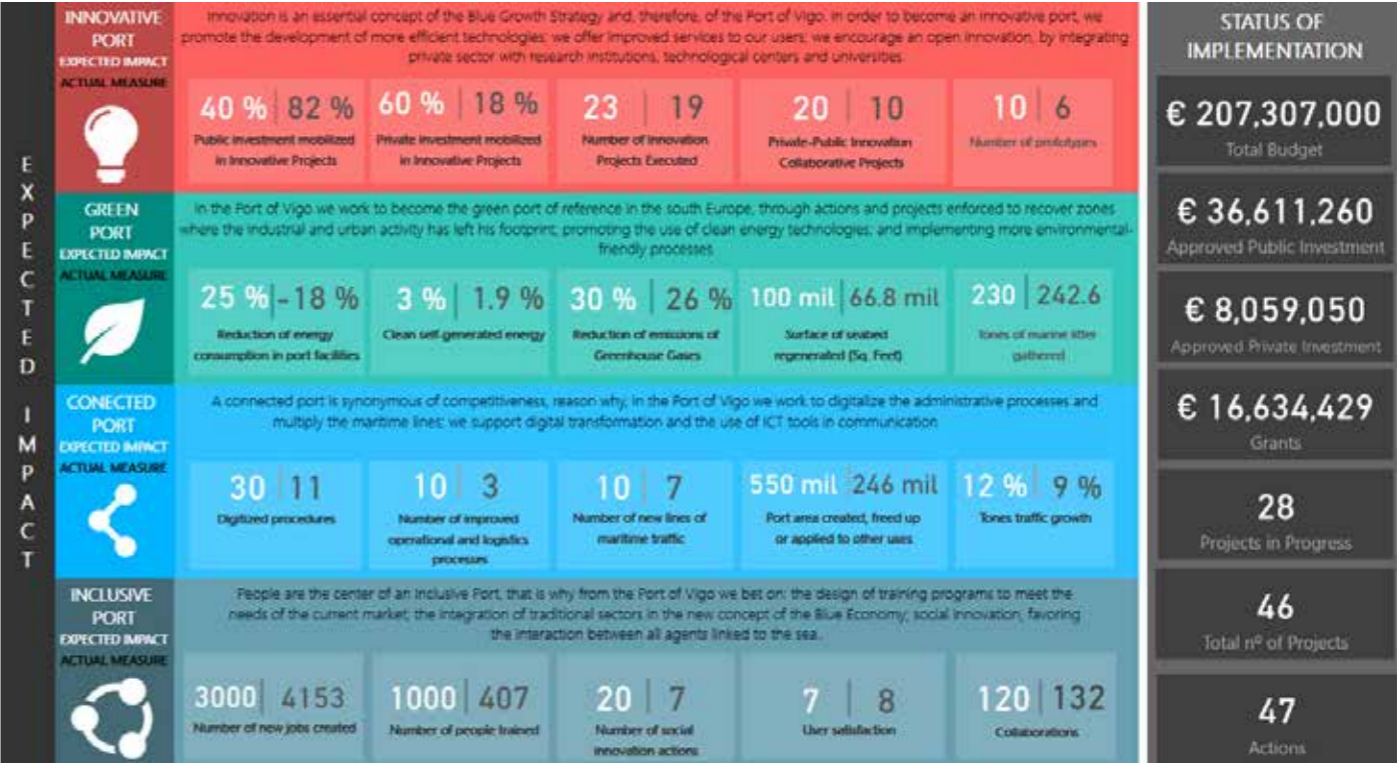 EXPECTED IMPACT
INNOVATIVE
PORT
EXPECTED IMPACT
ACTUAL MEASURE
Innovation is an essential concept of the Blue Growth Strategy and, therefore, of the Port of Vigo. In order to become an innovative port, we
promote the development of more efficient technologies; we offer improved services to our users; we encourage an open innovation, by integrating
private sector with research institutions, technological centers and universities
40 % | 82 %
Public investment mobilized
in Innovative Projects
60 % | 18 %
Private investment mobilized
in Innovative Projects
23 | 19
Number of Innovation
Projects Executed
20 | 10
Private-Public Innovation
Collaborative Projects
10 | 6
Number of prototypes
GREEN
PORT
EXPECTED IMPACT
ACTUAL MEASURE
In the Port of Vigo we work to become the green port of reference in the south Europe, through actions and projects enforced to recover zones
where the industrial and urban activity has left his footprint; promoting the use of clean energy technologies; and implementing more environmental-
friendly processes
25 % | -18 %
Reduction of energy
consumption in port facilities
3 % | 1.9 %
Clean self-generated energy
30 % | 26 %
Reduction of emissions of
Greenhouse Gases
100 mil | 66.8 mil
Surface of seabed
regenerated (Sq. Feet)
230 | 242.6
Tones of marine litter
gathered
CONECTED
PORT
EXPECTED IMPACT
ACTUAL MEASURE
A connected port is synonymous of competitiveness, reason why, in the Port of Vigo we work to digitalize the administrative processes and
multiply the maritime lines; we support digital transformation and the use of ICT tools in communication
30 | 11
Digitized procedures
10 | 3
Number of improved
operational and logistics
processes
10 | 7
Number of new lines of
maritime traffic
550 mil | 246 mil
Port area created, freed up
or applied to other uses
12 % | 9 %
Tones traffic growth
INCLUSIVE
PORT
EXPECTED IMPACT
ACTUAL MEASURE
People are the center of an Inclusive Port, that is why from the Port of Vigo we bet on: the design of training programs to meet the
needs of the current market; the integration of traditional sectors in the new concept of the Blue Economy; social innovation, favoring
the interaction between all agents linked to the sea.
3000 | 4153
Number of new jobs created
1000 | 407
Number of people trained
20 | 7
Number of social
innovation actions
7 | 8
User satisfaction
120 | 132
Collaborations
STATUS OF
IMPLEMENTATION
€ 207,307,000
Total Budget
€ 36,611,260
Approved Public Investment
€ 8,059,050
Approved Private Investment
€ 16,634,429
Grants
28
Projects in Progress
46
Total nº of Projects
47
Actions